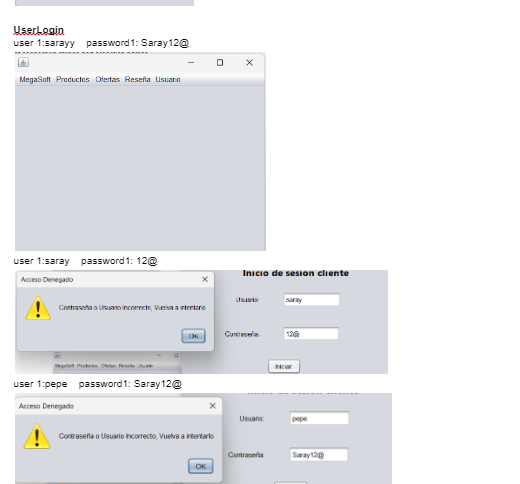 UserLogin
user 1:sarayy password1: Saray12@
MegaSoft Productos Ofertas Reseña Usuario
user 1:saray password1: 12@
Acceso Denegado
Contraseña o Usuario Incorrecto, Vuelva a intentarlo
OK
Inicio de sesion cliente
Usuario:
saray
Contraseña:
12@
Iniciar
MegaSoft Productos Ofertas Reseña Usuario
user 1:pepe password1: Saray12@
Acceso Denegado
Contraseña o Usuario Incorrecto, Vuelva a intentarlo
OK
Usuario:
pepe
Contraseña:
Saray12@